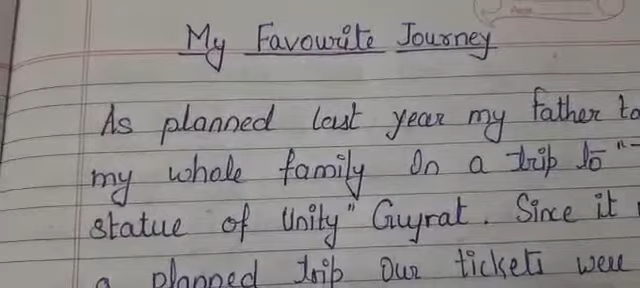 My Favourite Journey
As planned last year my father to
my whole family on a trip to "
statue of Unity" Gujrat. Since it
a planned trip our tickets were